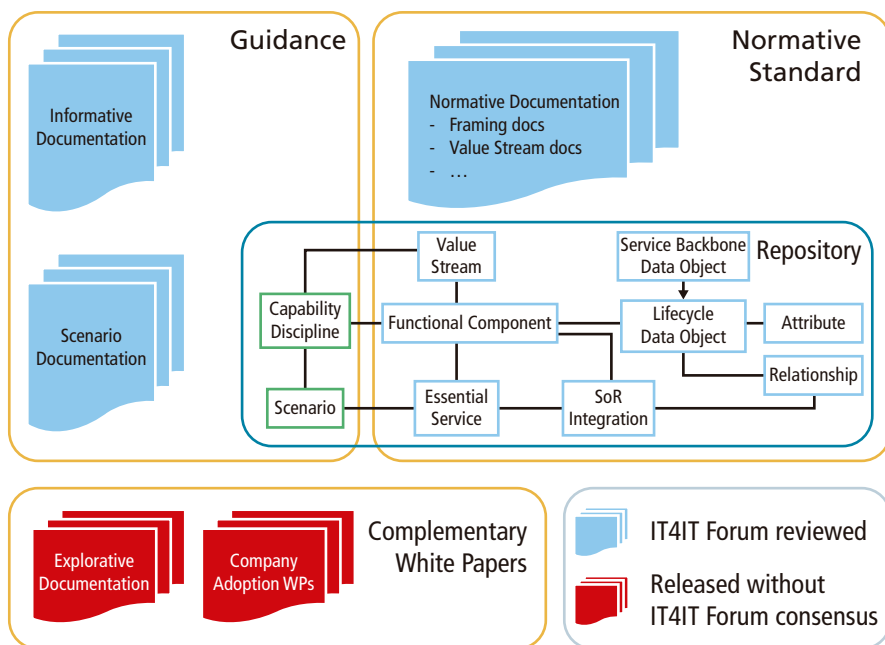 Guidance
Informative
Documentation
Scenario
Documentation
Normative
Standard
Normative Documentation
- Framing docs
- Value Stream docs
- …
Repository
Value
Stream
Service Backbone
Data Object
Capability
Discipline
Functional Component
Lifecycle
Data Object
Attribute
Relationship
Scenario
Essential
Service
SoR
Integration
Explorative
Documentation
Company
Adoption WPs
Complementary
White Papers
IT4IT Forum reviewed
Released without
IT4IT Forum consensus